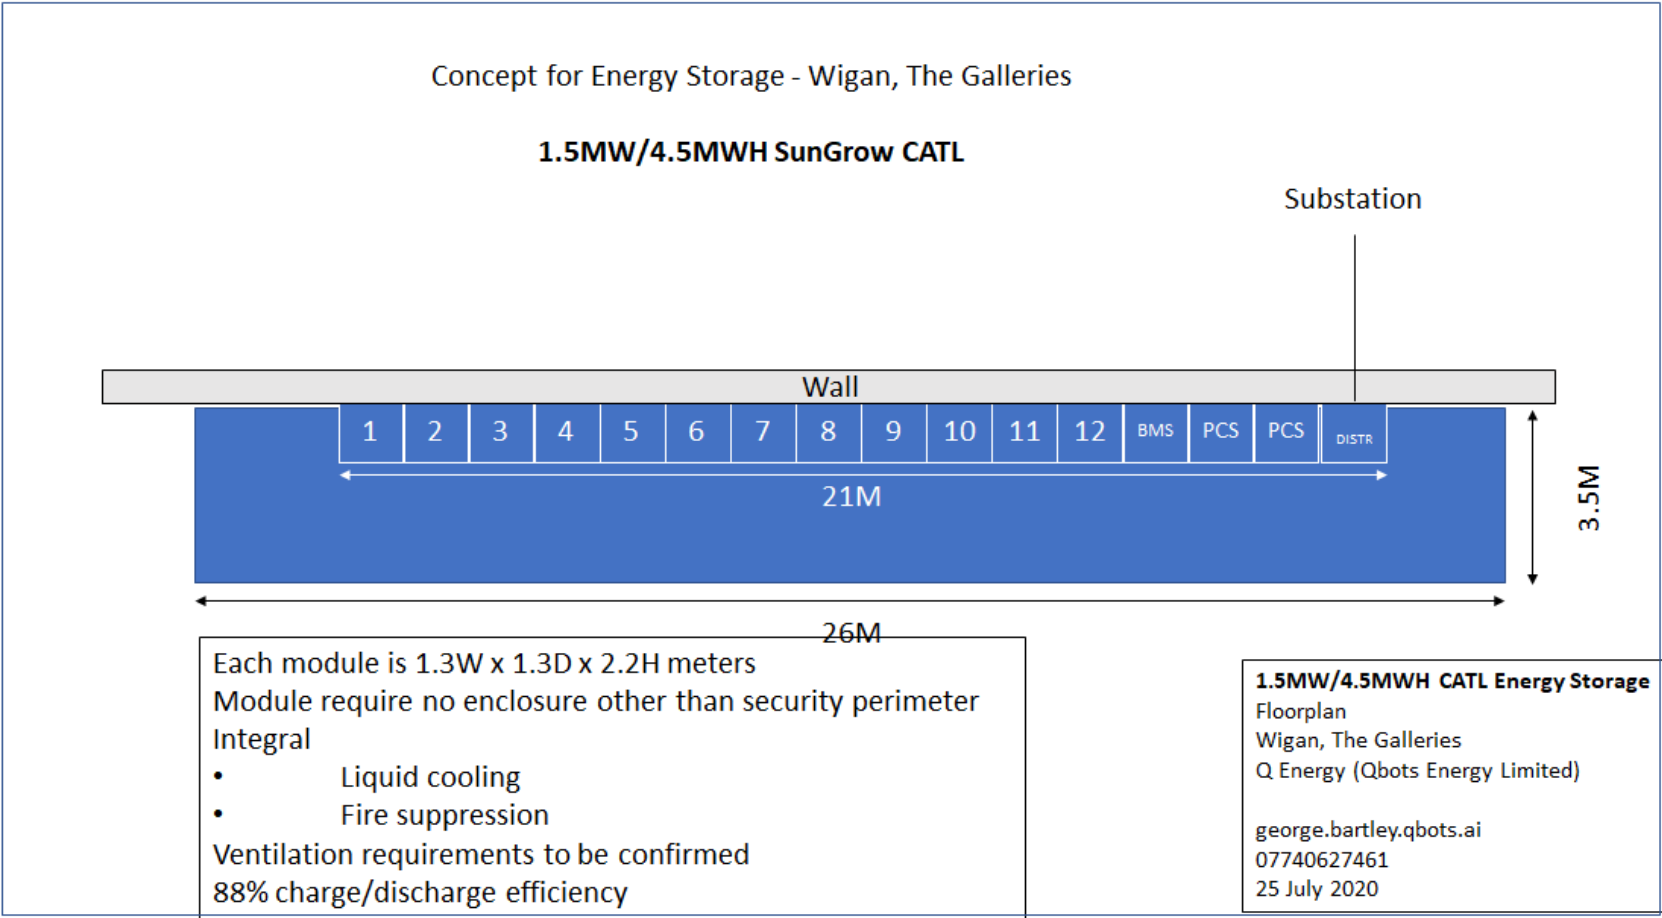 Concept for Energy Storage - Wigan, The Galleries
1.5MW/4.5MWH SunGrow CATL
Substation
Wall
1 2 3 4 5 6 7 8 9 10 11 12 BMS PCS PCS DISTR
21M
3.5M
26M
Each module is 1.3W x 1.3D x 2.2H meters
Module require no enclosure other than security perimeter
Integral
• Liquid cooling
• Fire suppression
Ventilation requirements to be confirmed
88% charge/discharge efficiency
1.5MW/4.5MWH CATL Energy Storage
Floorplan
Wigan, The Galleries
Q Energy (Qbots Energy Limited)
george.bartley.qbots.ai
07740627461
25 July 2020